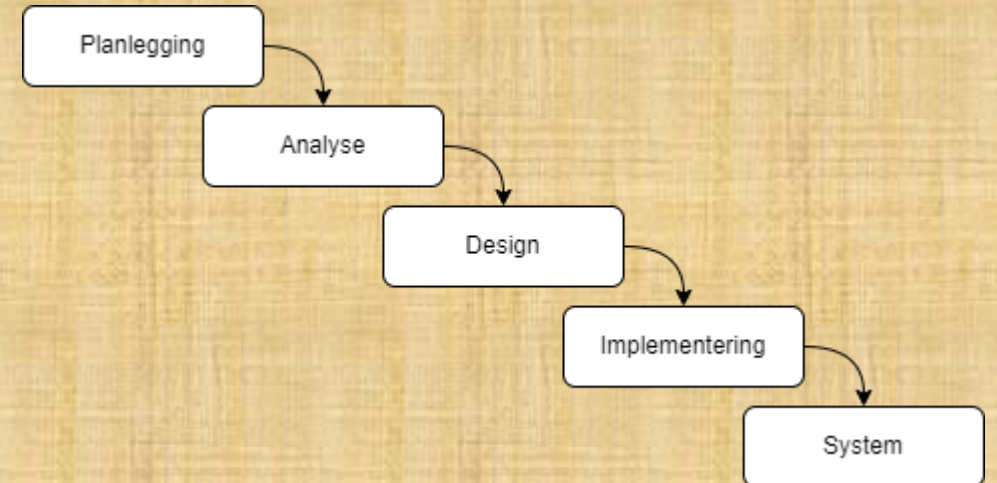 Planlegging
Analyse
Design
Implementering
System